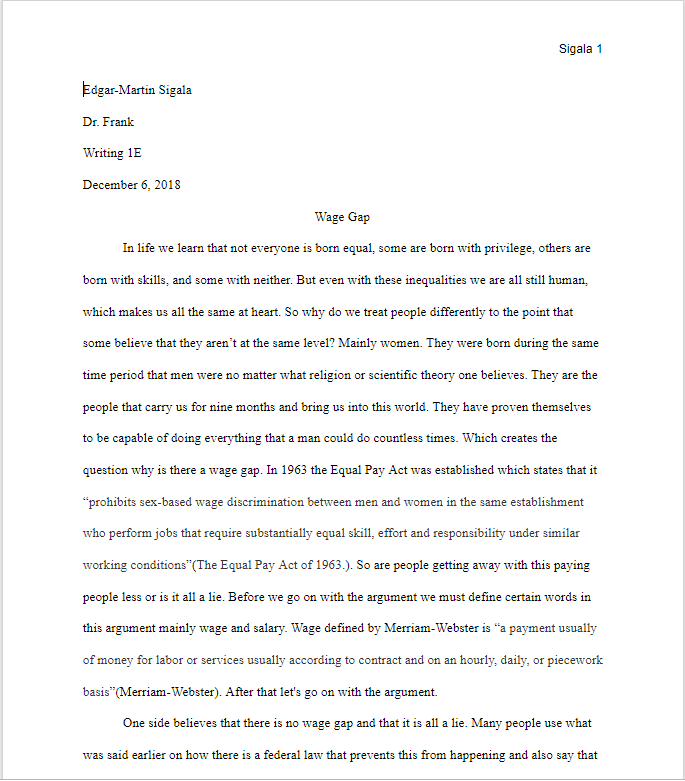 Sigala 1
Edgar-Martin Sigala
Dr. Frank
Writing 1E
December 6, 2018
Wage Gap
In life we learn that not everyone is born equal, some are born with privilege, others are
born with skills, and some with neither. But even with these inequalities we are all still human,
which makes us all the same at heart. So why do we treat people differently to the point that
some believe that they aren’t at the same level? Mainly women. They were born during the same
time period that men were no matter what religion or scientific theory one believes. They are the
people that carry us for nine months and bring us into this world. They have proven themselves
to be capable of doing everything that a man could do countless times. Which creates the
question why is there a wage gap. In 1963 the Equal Pay Act was established which states that it
“prohibits sex-based wage discrimination between men and women in the same establishment
who perform jobs that require substantially equal skill, effort and responsibility under similar
working conditions”(The Equal Pay Act of 1963.). So are people getting away with this paying
people less or is it all a lie. Before we go on with the argument we must define certain words in
this argument mainly wage and salary. Wage defined by Merriam-Webster is “a payment usually
of money for labor or services usually according to contract and on an hourly, daily, or piecework
basis”(Merriam-Webster). After that let's go on with the argument.
One side believes that there is no wage gap and that it is all a lie. Many people use what
was said earlier on how there is a federal law that prevents this from happening and also say that